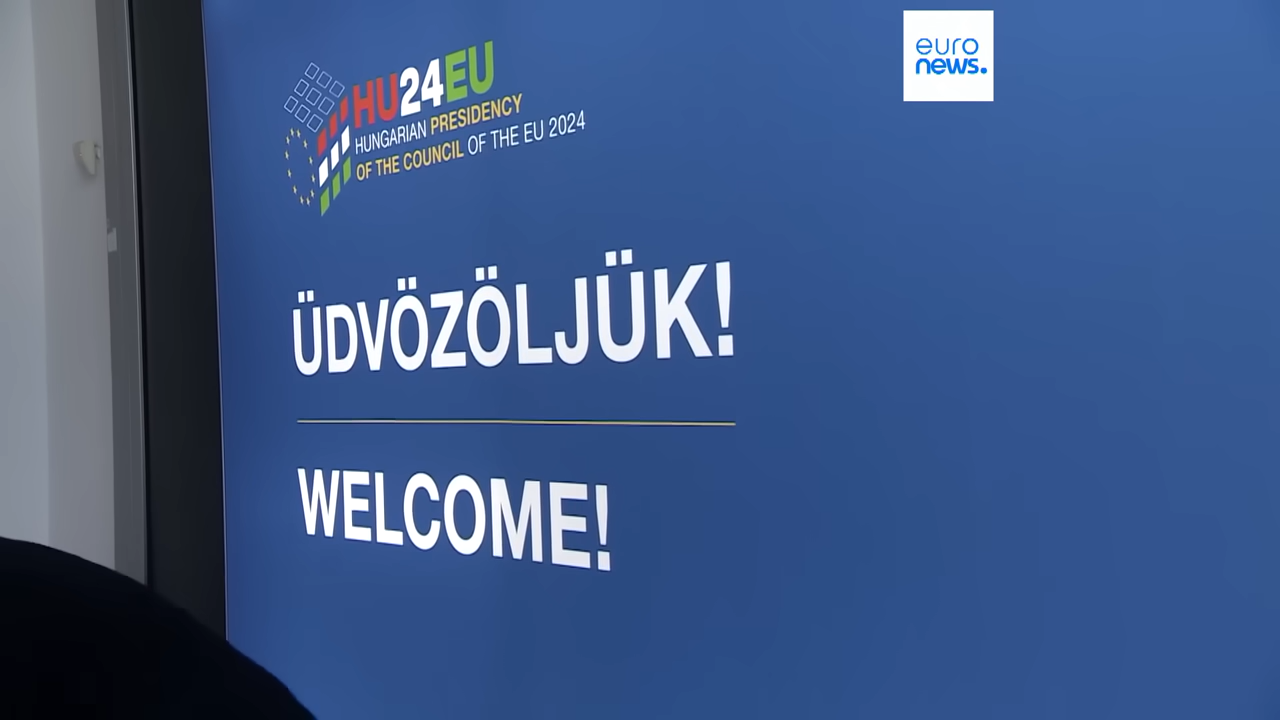 HU24EU
HUNGARIAN PRESIDENCY
OF THE COUNCIL OF THE EU 2024
ÜDVÖZÖLJÜK!
WELCOME!
euro
news.